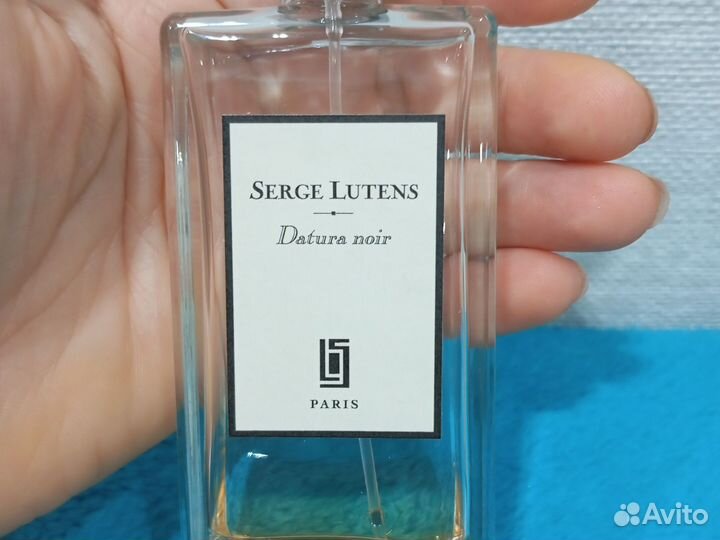 SERGE LUTENS
Datura noir
PARIS
Avito